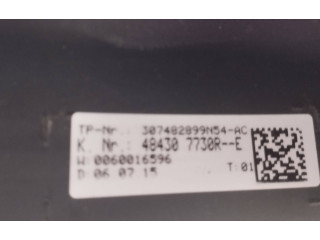 TP-Nr.: 307482899N54-AC
K. Nr.: 48430 7730R--E
W:0060016596
D:06.07.15 T:01